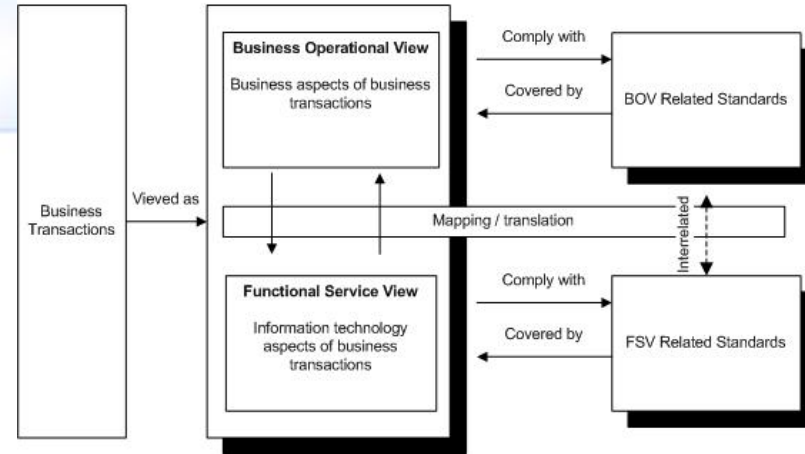 Business
Transactions
Vieved as
Business Operational View
Business aspects of business
transactions
Mapping / translation
Functional Service View
Information technology
aspects of business
transactions
Comply with
Covered by
BOV Related Standards
Interrelated
Comply with
Covered by
FSV Related Standards